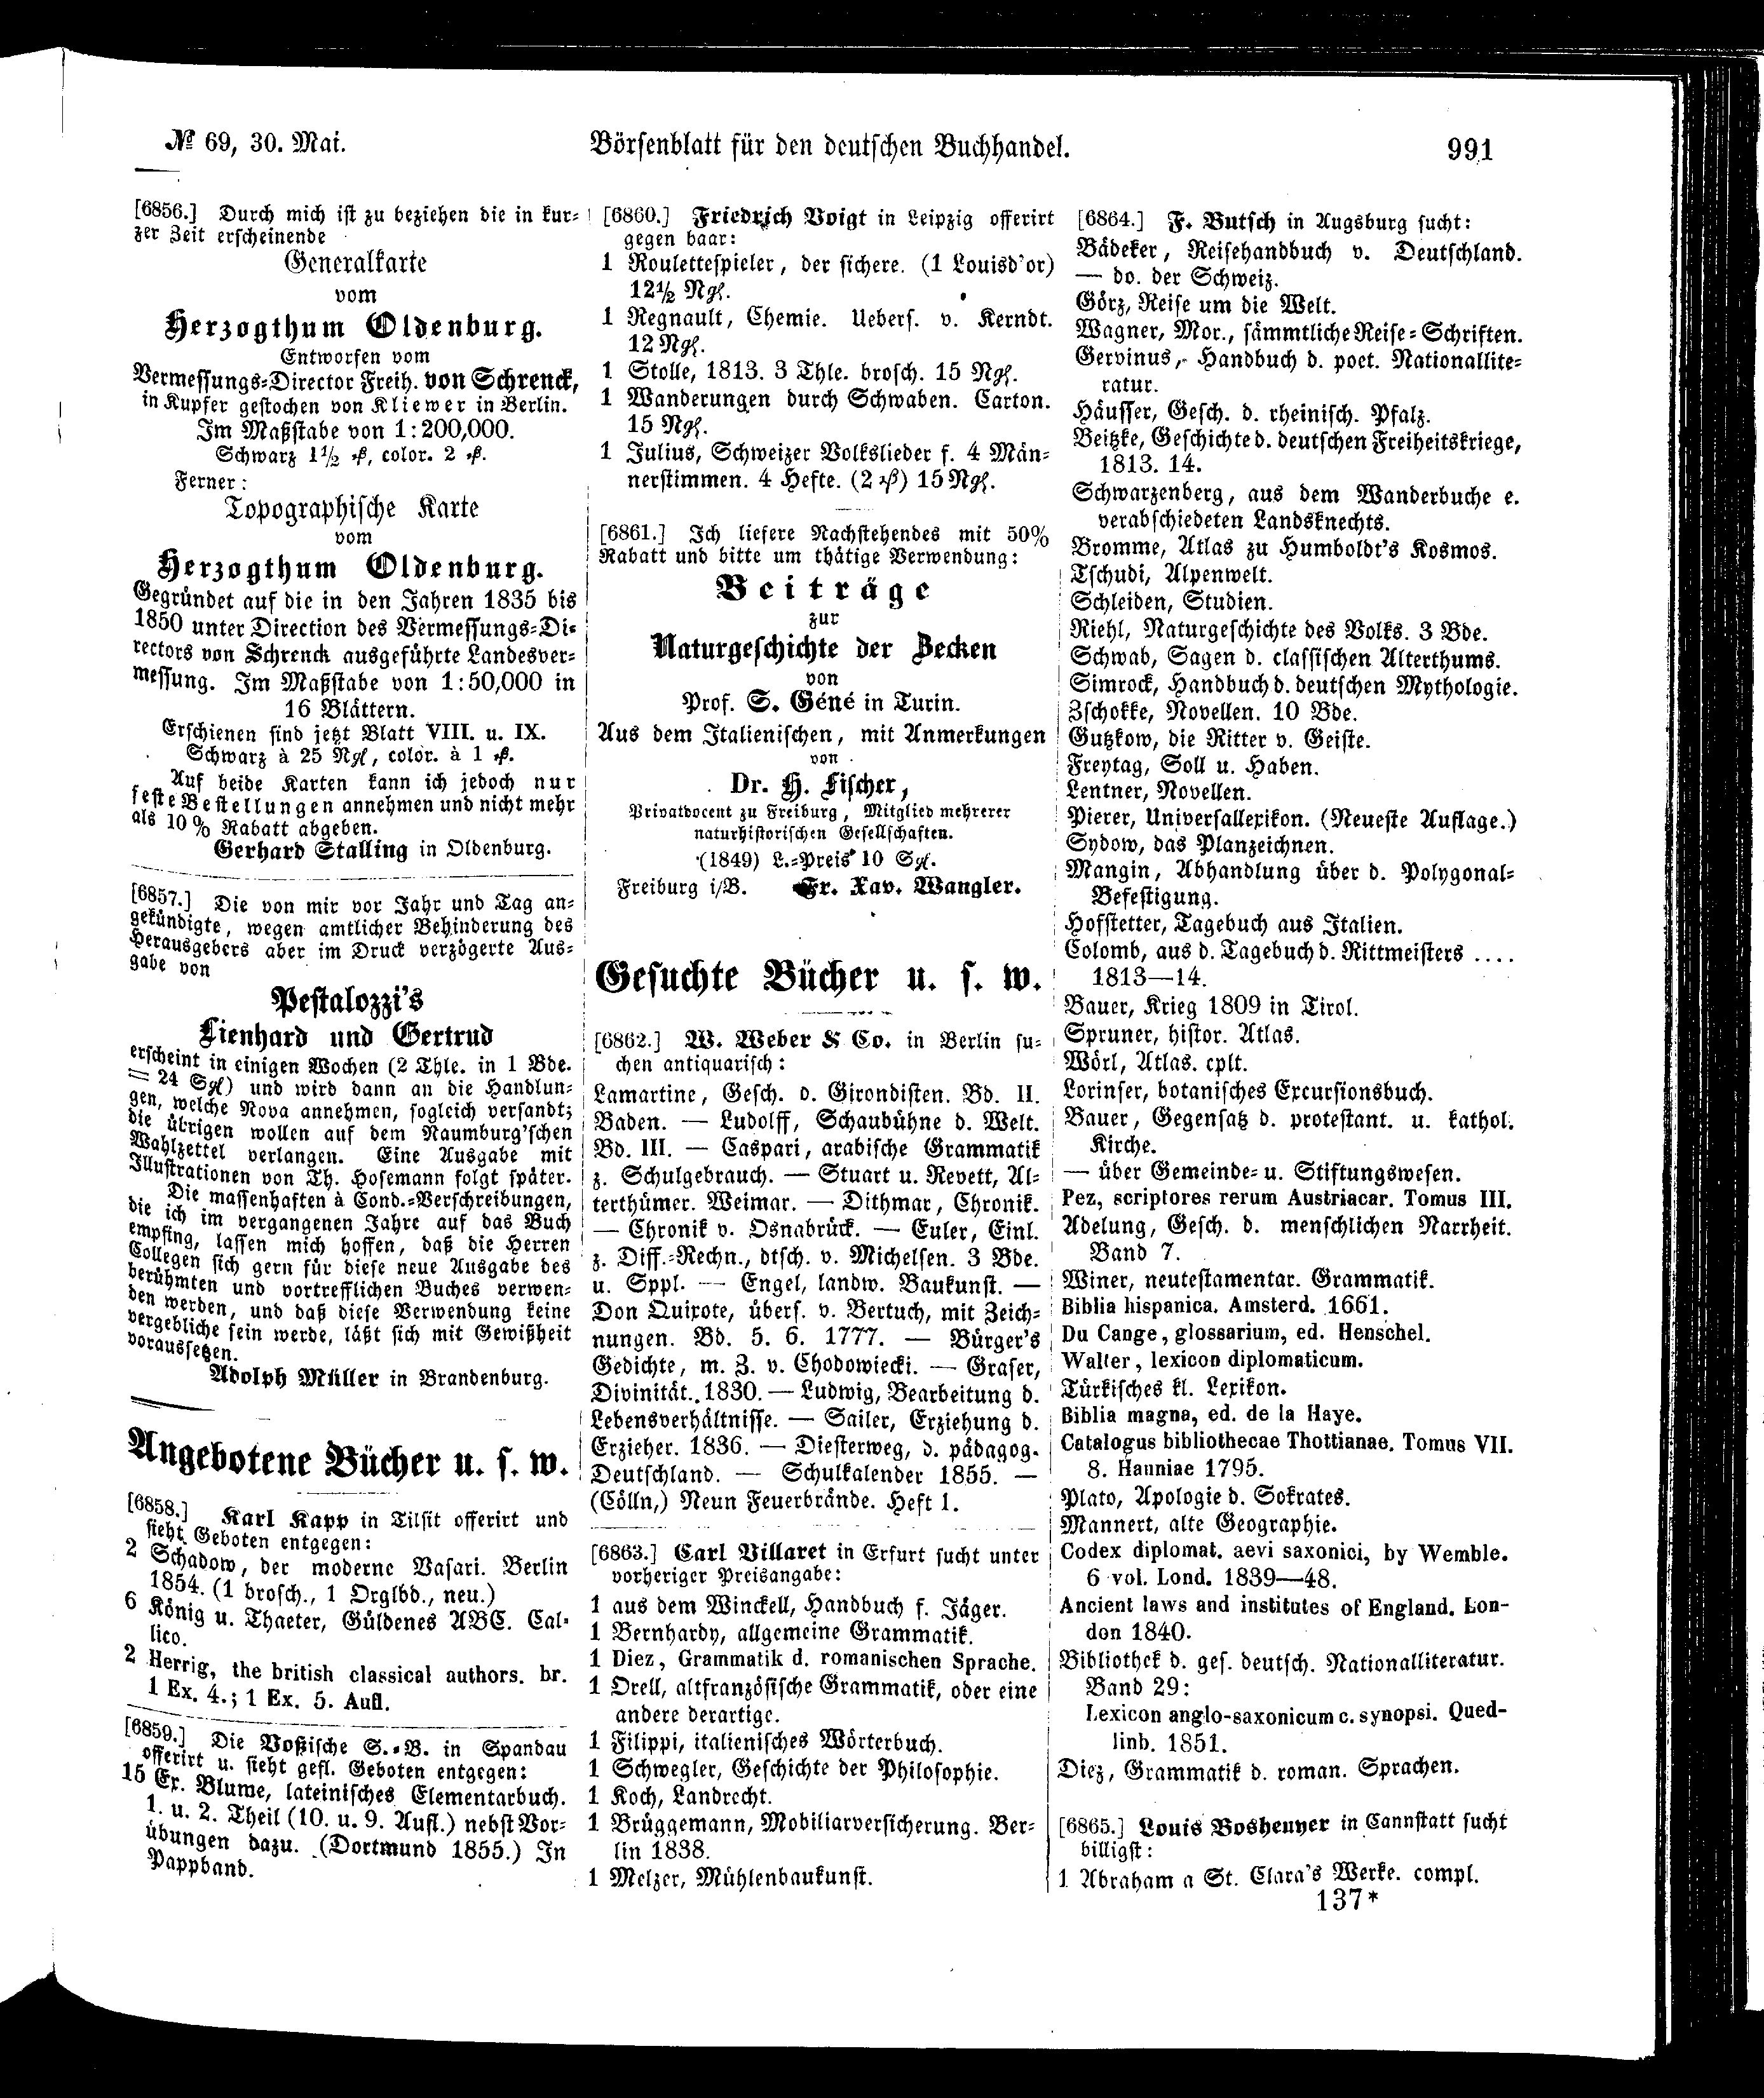 № 69, 30. Mai.
Börsenblatt für den deutschen Buchhandel.
991
[6856.] Durch mich ist zu beziehen die in kur-
zer Zeit erscheinende
Generalkarte
vom
Herzogthum Oldenburg.
Entworfen vom
Vermessungs-Director Freih. von Schrenck,
in Kupfer gestochen von Kliewer in Berlin.
Im Maßstabe von 1:200,000.
Schwarz 1½ ₰, color. 2 ₰.
Ferner:
Topographische Karte
vom
Herzogthum Oldenburg.
Gegründet auf die in den Jahren 1835 bis
1850 unter Direction des Vermessungs-Di-
rectors von Schrenck ausgeführte Landesver-
messung. Im Maßstabe von 1:50,000 in
16 Blättern.
Erschienen sind jetzt Blatt VIII. u. IX.
Schwarz à 25 Ngl, color. à 1 ₰.
Auf beide Karten kann ich jedoch nur
feste Bestellungen annehmen und nicht mehr
als 10 % Rabatt abgeben.
Gerhard Stalling in Oldenburg.
[6857.] Die von mir vor Jahr und Tag an-
gekündigte, wegen amtlicher Behinderung des
Herausgebers aber im Druck verzögerte Aus-
gabe von
Pestalozzi's
Lienhard und Gertrud
erscheint in einigen Wochen (2 Thle. in 1 Bde.
= 24 Sgl) und wird dann an die Handlun-
gen, welche Nova annehmen, sogleich versandt;
die übrigen wollen auf dem Naumburg'schen
Wahlzettel verlangen. Eine Ausgabe mit
Illustrationen von Th. Hosemann folgt später.
Die massenhaften à Cond.-Verschreibungen,
die ich im vergangenen Jahre auf das Buch
empfing, lassen mich hoffen, daß die Herren
Collegen sich gern für diese neue Ausgabe des
berühmten und vortrefflichen Buches verwen-
den werden, und daß diese Verwendung keine
vergebliche sein werde, läßt sich mit Gewißheit
voraussetzen.
Adolph Müller in Brandenburg.
Angebotene Bücher u. s. w.
[6858.] Karl Kapp in Tilsit offerirt und
sieht Geboten entgegen:
2 Schadow, der moderne Vasari. Berlin
1854. (1 brosch., 1 Orglbd., neu.)
6 König u. Thaeter, Güldenes ABC. Cal-
lico.
2 Herrig, the british classical authors. br.
1 Ex. 4.; 1 Ex. 5. Aufl.
[6859.] Die Voßische S.-B. in Spandau
offerirt u. sieht gefl. Geboten entgegen:
15 Ex. Blume, lateinisches Elementarbuch.
1. u. 2. Theil (10. u. 9. Aufl.) nebst Vor-
übungen dazu. (Dortmund 1855.) In
Pappband.
[6860.] Friedrich Voigt in Leipzig offerirt
gegen baar:
1 Roulettespieler, der sichere. (1 Louisd'or)
12½ Ngl.
1 Regnault, Chemie. Uebers. v. Kerndt.
12 Ngl.
1 Stolle, 1813. 3 Thle. brosch. 15 Ngl.
1 Wanderungen durch Schwaben. Carton.
15 Ngl.
1 Julius, Schweizer Volkslieder f. 4 Män-
nerstimmen. 4 Hefte. (2 ₰) 15 Ngl.
[6861.] Ich liefere Nachstehendes mit 50%
Rabatt und bitte um thätige Verwendung:
Beiträge
zur
Naturgeschichte der Zecken
von
Prof. S. Géné in Turin.
Aus dem Italienischen, mit Anmerkungen
von
Dr. H. Fischer,
Privatdocent zu Freiburg, Mitglied mehrerer
naturhistorischen Gesellschaften.
(1849) L.-Preis 10 Sgl.
Freiburg i/B. Fr. Xav. Wangler.
Gesuchte Bücher u. s. w.
[6862.] W. Weber & Co. in Berlin su-
chen antiquarisch:
Lamartine, Gesch. d. Girondisten. Bd. II.
Baden. — Ludolff, Schaubühne d. Welt.
Bd. III. — Caspari, arabische Grammatik
z. Schulgebrauch. — Stuart u. Revett, Al-
terthümer. Weimar. — Dithmar, Chronik.
— Chronik v. Osnabrück. — Euler, Einl.
z. Diff.-Rechn., dtsch. v. Michelsen. 3 Bde.
u. Sppl. — Engel, landw. Baukunst. —
Don Quixote, übers. v. Bertuch, mit Zeich-
nungen. Bd. 5. 6. 1777. — Bürger's
Gedichte, m. Z. v. Chodowiecki. — Graser,
Divinität. 1830. — Ludwig, Bearbeitung d.
Lebensverhältnisse. — Sailer, Erziehung d.
Erzieher. 1836. — Diesterweg, d. pädagog.
Deutschland. — Schulkalender 1855. —
(Cölln,) Neun Feuerbrände. Heft 1.
[6863.] Carl Villaret in Erfurt sucht unter
vorheriger Preisangabe:
1 aus dem Winckell, Handbuch f. Jäger.
1 Bernhardy, allgemeine Grammatik.
1 Diez, Grammatik d. romanischen Sprache.
1 Orell, altfranzösische Grammatik, oder eine
andere derartige.
1 Filippi, italienisches Wörterbuch.
1 Schwegler, Geschichte der Philosophie.
1 Koch, Landrecht.
1 Brüggemann, Mobiliarversicherung. Ber-
lin 1838.
1 Melzer, Mühlenbaukunst.
[6864.] F. Butsch in Augsburg sucht:
Bädeker, Reisehandbuch v. Deutschland.
— do. der Schweiz.
Görz, Reise um die Welt.
Wagner, Mor., sämmtliche Reise-Schriften.
Gervinus, Handbuch d. poet. Nationallite-
ratur.
Häusser, Gesch. d. rheinisch. Pfalz.
Beitzke, Geschichte d. deutschen Freiheitskriege,
1813. 14.
Schwarzenberg, aus dem Wanderbuche e.
verabschiedeten Landsknechts.
Bromme, Atlas zu Humboldt's Kosmos.
Tschudi, Alpenwelt.
Schleiden, Studien.
Riehl, Naturgeschichte des Volks. 3 Bde.
Schwab, Sagen d. classischen Alterthums.
Simrock, Handbuch d. deutschen Mythologie.
Zschokke, Novellen. 10 Bde.
Gutzkow, die Ritter v. Geiste.
Freytag, Soll u. Haben.
Lentner, Novellen.
Pierer, Universallexikon. (Neueste Auflage.)
Sydow, das Planzeichnen.
Mangin, Abhandlung über d. Polygonal-
Befestigung.
Hofstetter, Tagebuch aus Italien.
Colomb, aus d. Tagebuch d. Rittmeisters ....
1813—14.
Bauer, Krieg 1809 in Tirol.
Spruner, histor. Atlas.
Wörl, Atlas. cplt.
Lorinser, botanisches Excursionsbuch.
Bauer, Gegensatz d. protestant. u. kathol.
Kirche.
— über Gemeinde- u. Stiftungswesen.
Pez, scriptores rerum Austriacar. Tomus III.
Adelung, Gesch. d. menschlichen Narrheit.
Band 7.
Winer, neutestamentar. Grammatik.
Biblia hispanica. Amsterd. 1661.
Du Cange, glossarium, ed. Henschel.
Walter, lexicon diplomaticum.
Türkisches kl. Lexikon.
Biblia magna, ed. de la Haye.
Catalogus bibliothecae Thottianae. Tomus VII.
8. Hauniae 1795.
Plato, Apologie d. Sokrates.
Mannert, alte Geographie.
Codex diplomat. aevi saxonici, by Wemble.
6 vol. Lond. 1839—48.
Ancient laws and institutes of England. Lon-
don 1840.
Bibliothek d. ges. deutsch. Nationalliteratur.
Band 29:
Lexicon anglo-saxonicum c. synopsi. Qued-
linb. 1851.
Diez, Grammatik d. roman. Sprachen.
[6865.] Louis Bosheuyer in Cannstatt sucht
billigst:
1 Abraham a St. Clara's Werke. compl.
137*